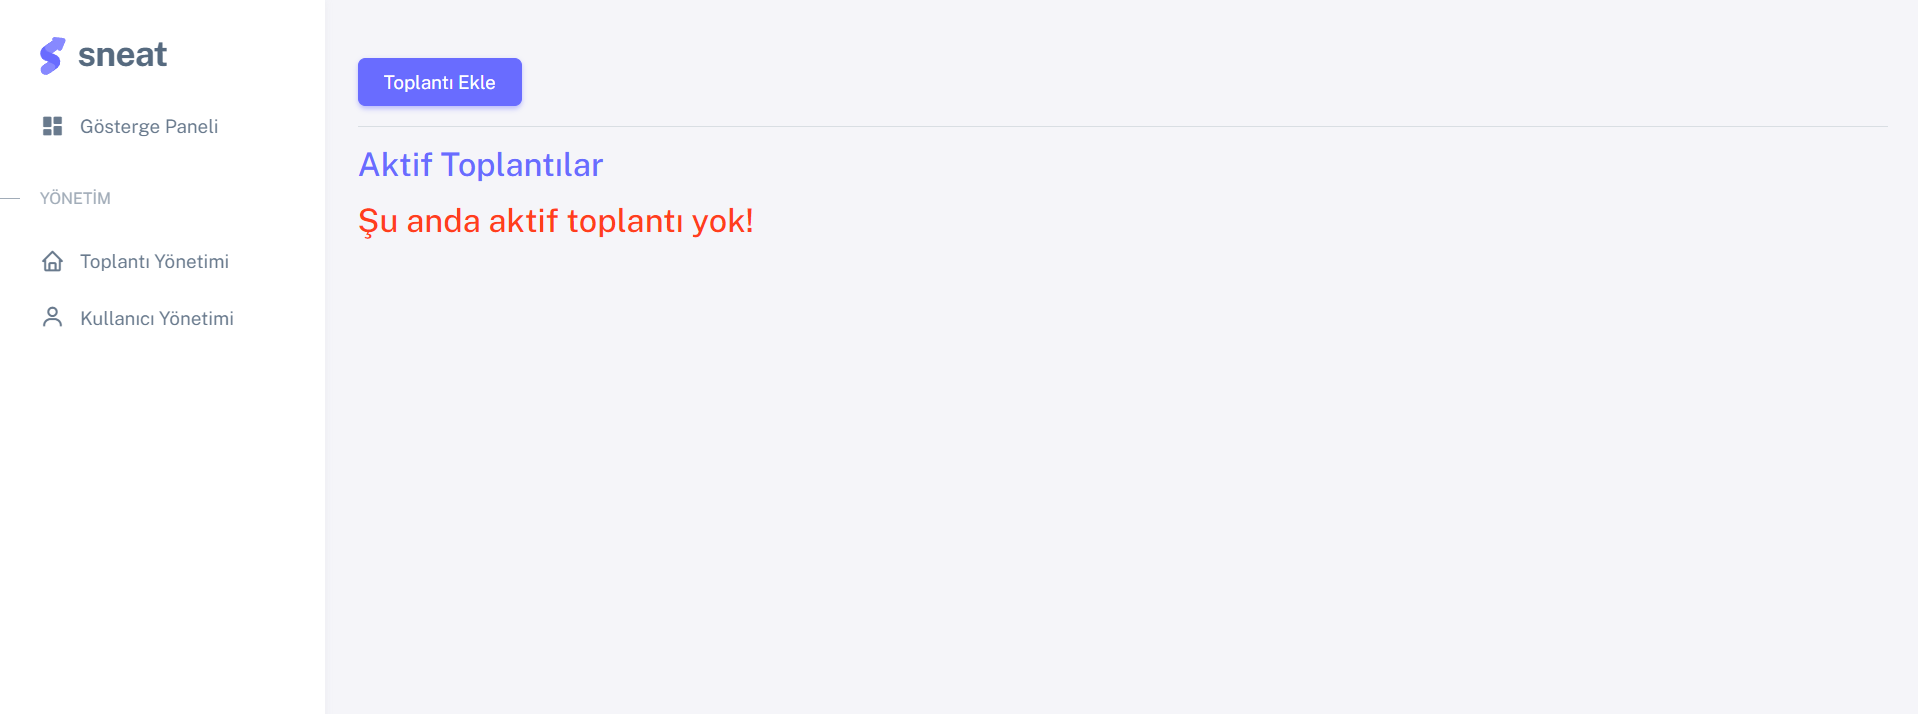 sneat
Gösterge Paneli
YÖNETİM
Toplantı Yönetimi
Kullanıcı Yönetimi
Toplantı Ekle
Aktif Toplantılar
Şu anda aktif toplantı yok!